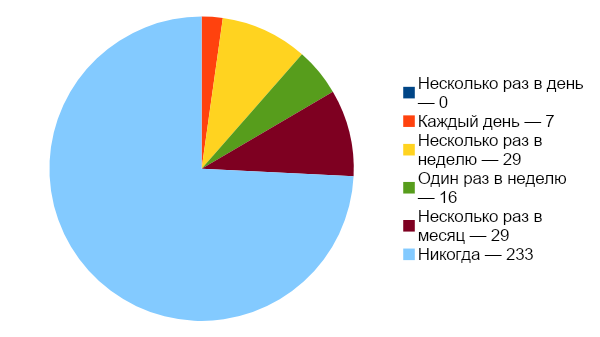 Несколько раз в день
— 0
Каждый день — 7
Несколько раз в
неделю — 29
Один раз в неделю
— 16
Несколько раз в
месяц — 29
Никогда — 233